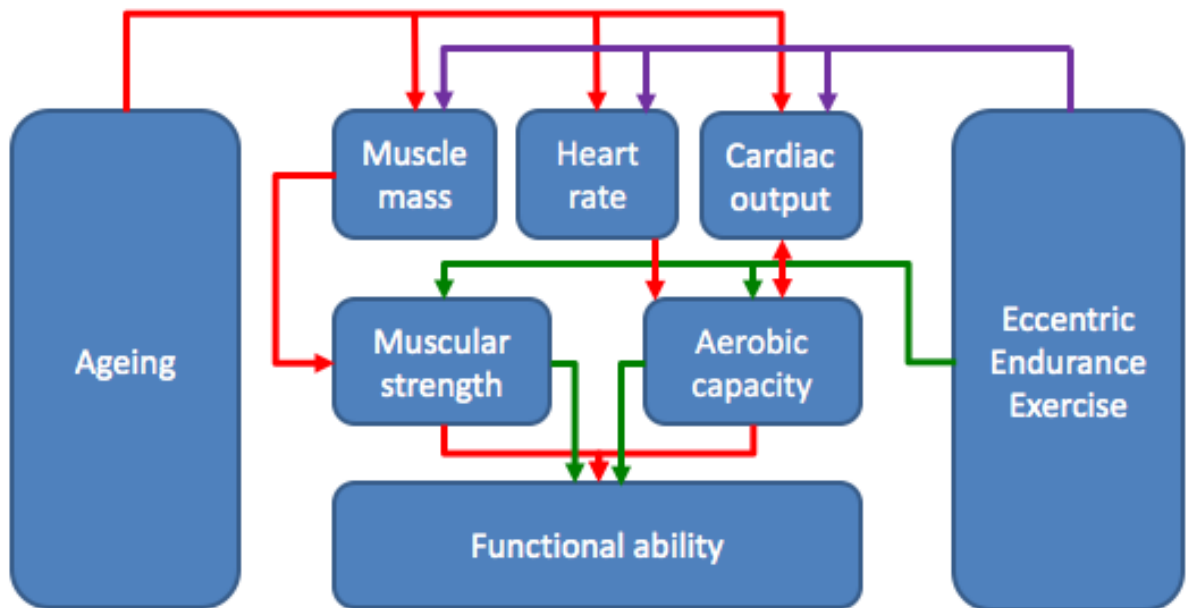 Muscle
mass
Heart
rate
Cardiac
output
Ageing
Muscular
strength
Aerobic
capacity
Eccentric
Endurance
Exercise
Functional ability